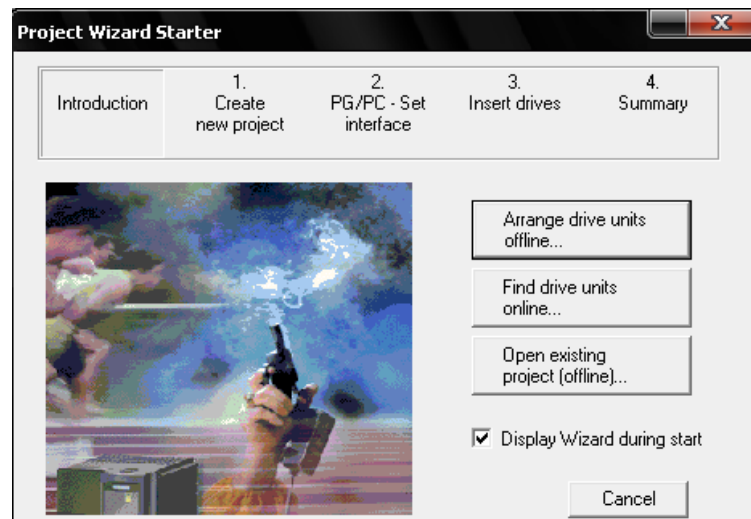 Project Wizard Starter
Introduction
1.
Create
new project
2.
PG/PC - Set
interface
3.
Insert drives
4.
Summary
Arrange drive units
offline...
Find drive units
online...
Open existing
project (offline)...
Display Wizard during start
Cancel